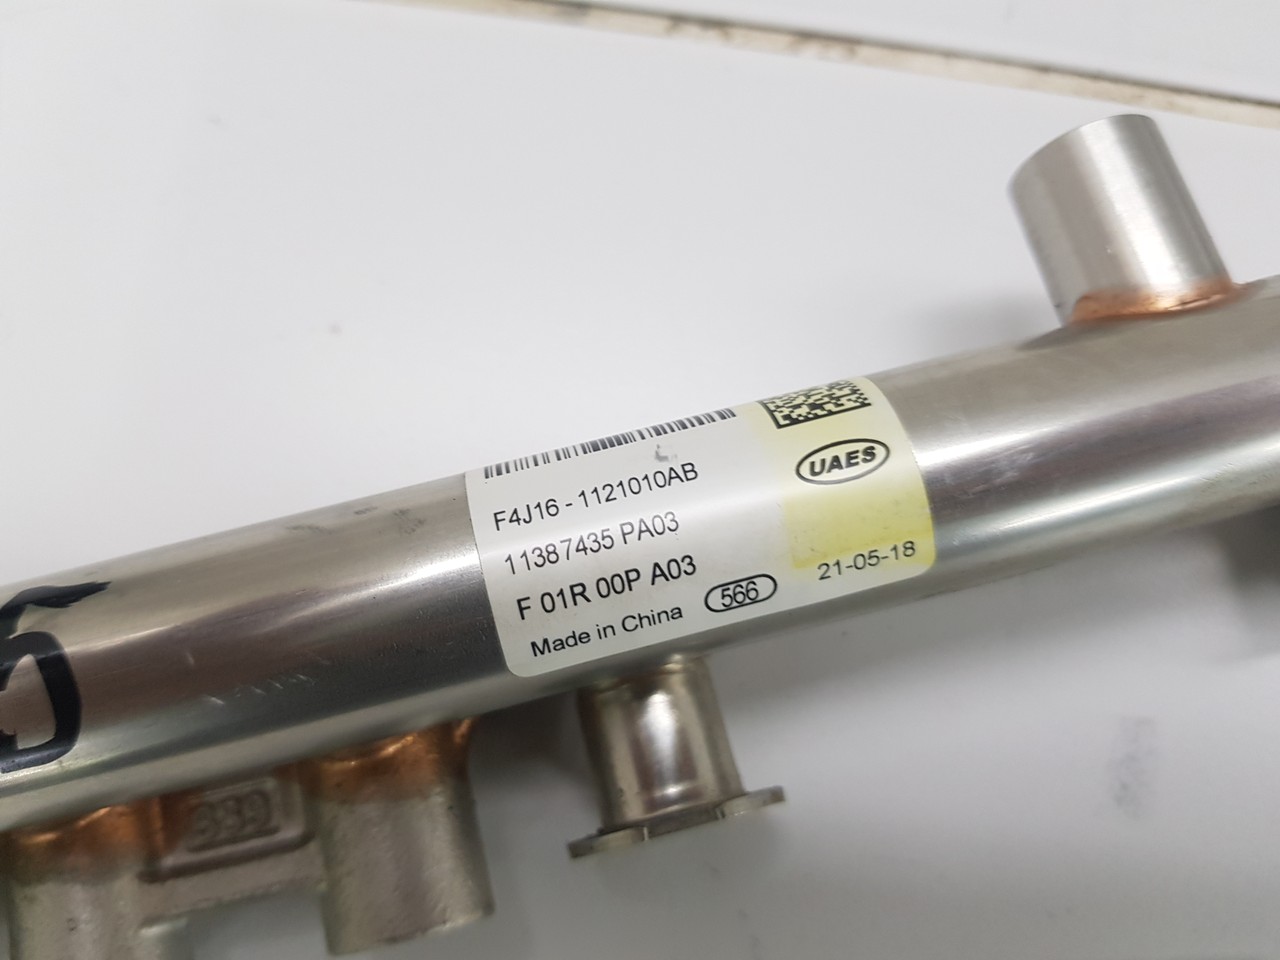 UAES
F4J16-1121010AB
11387435 PA03
F 01R 00P A03
21-05-18
Made in China 566